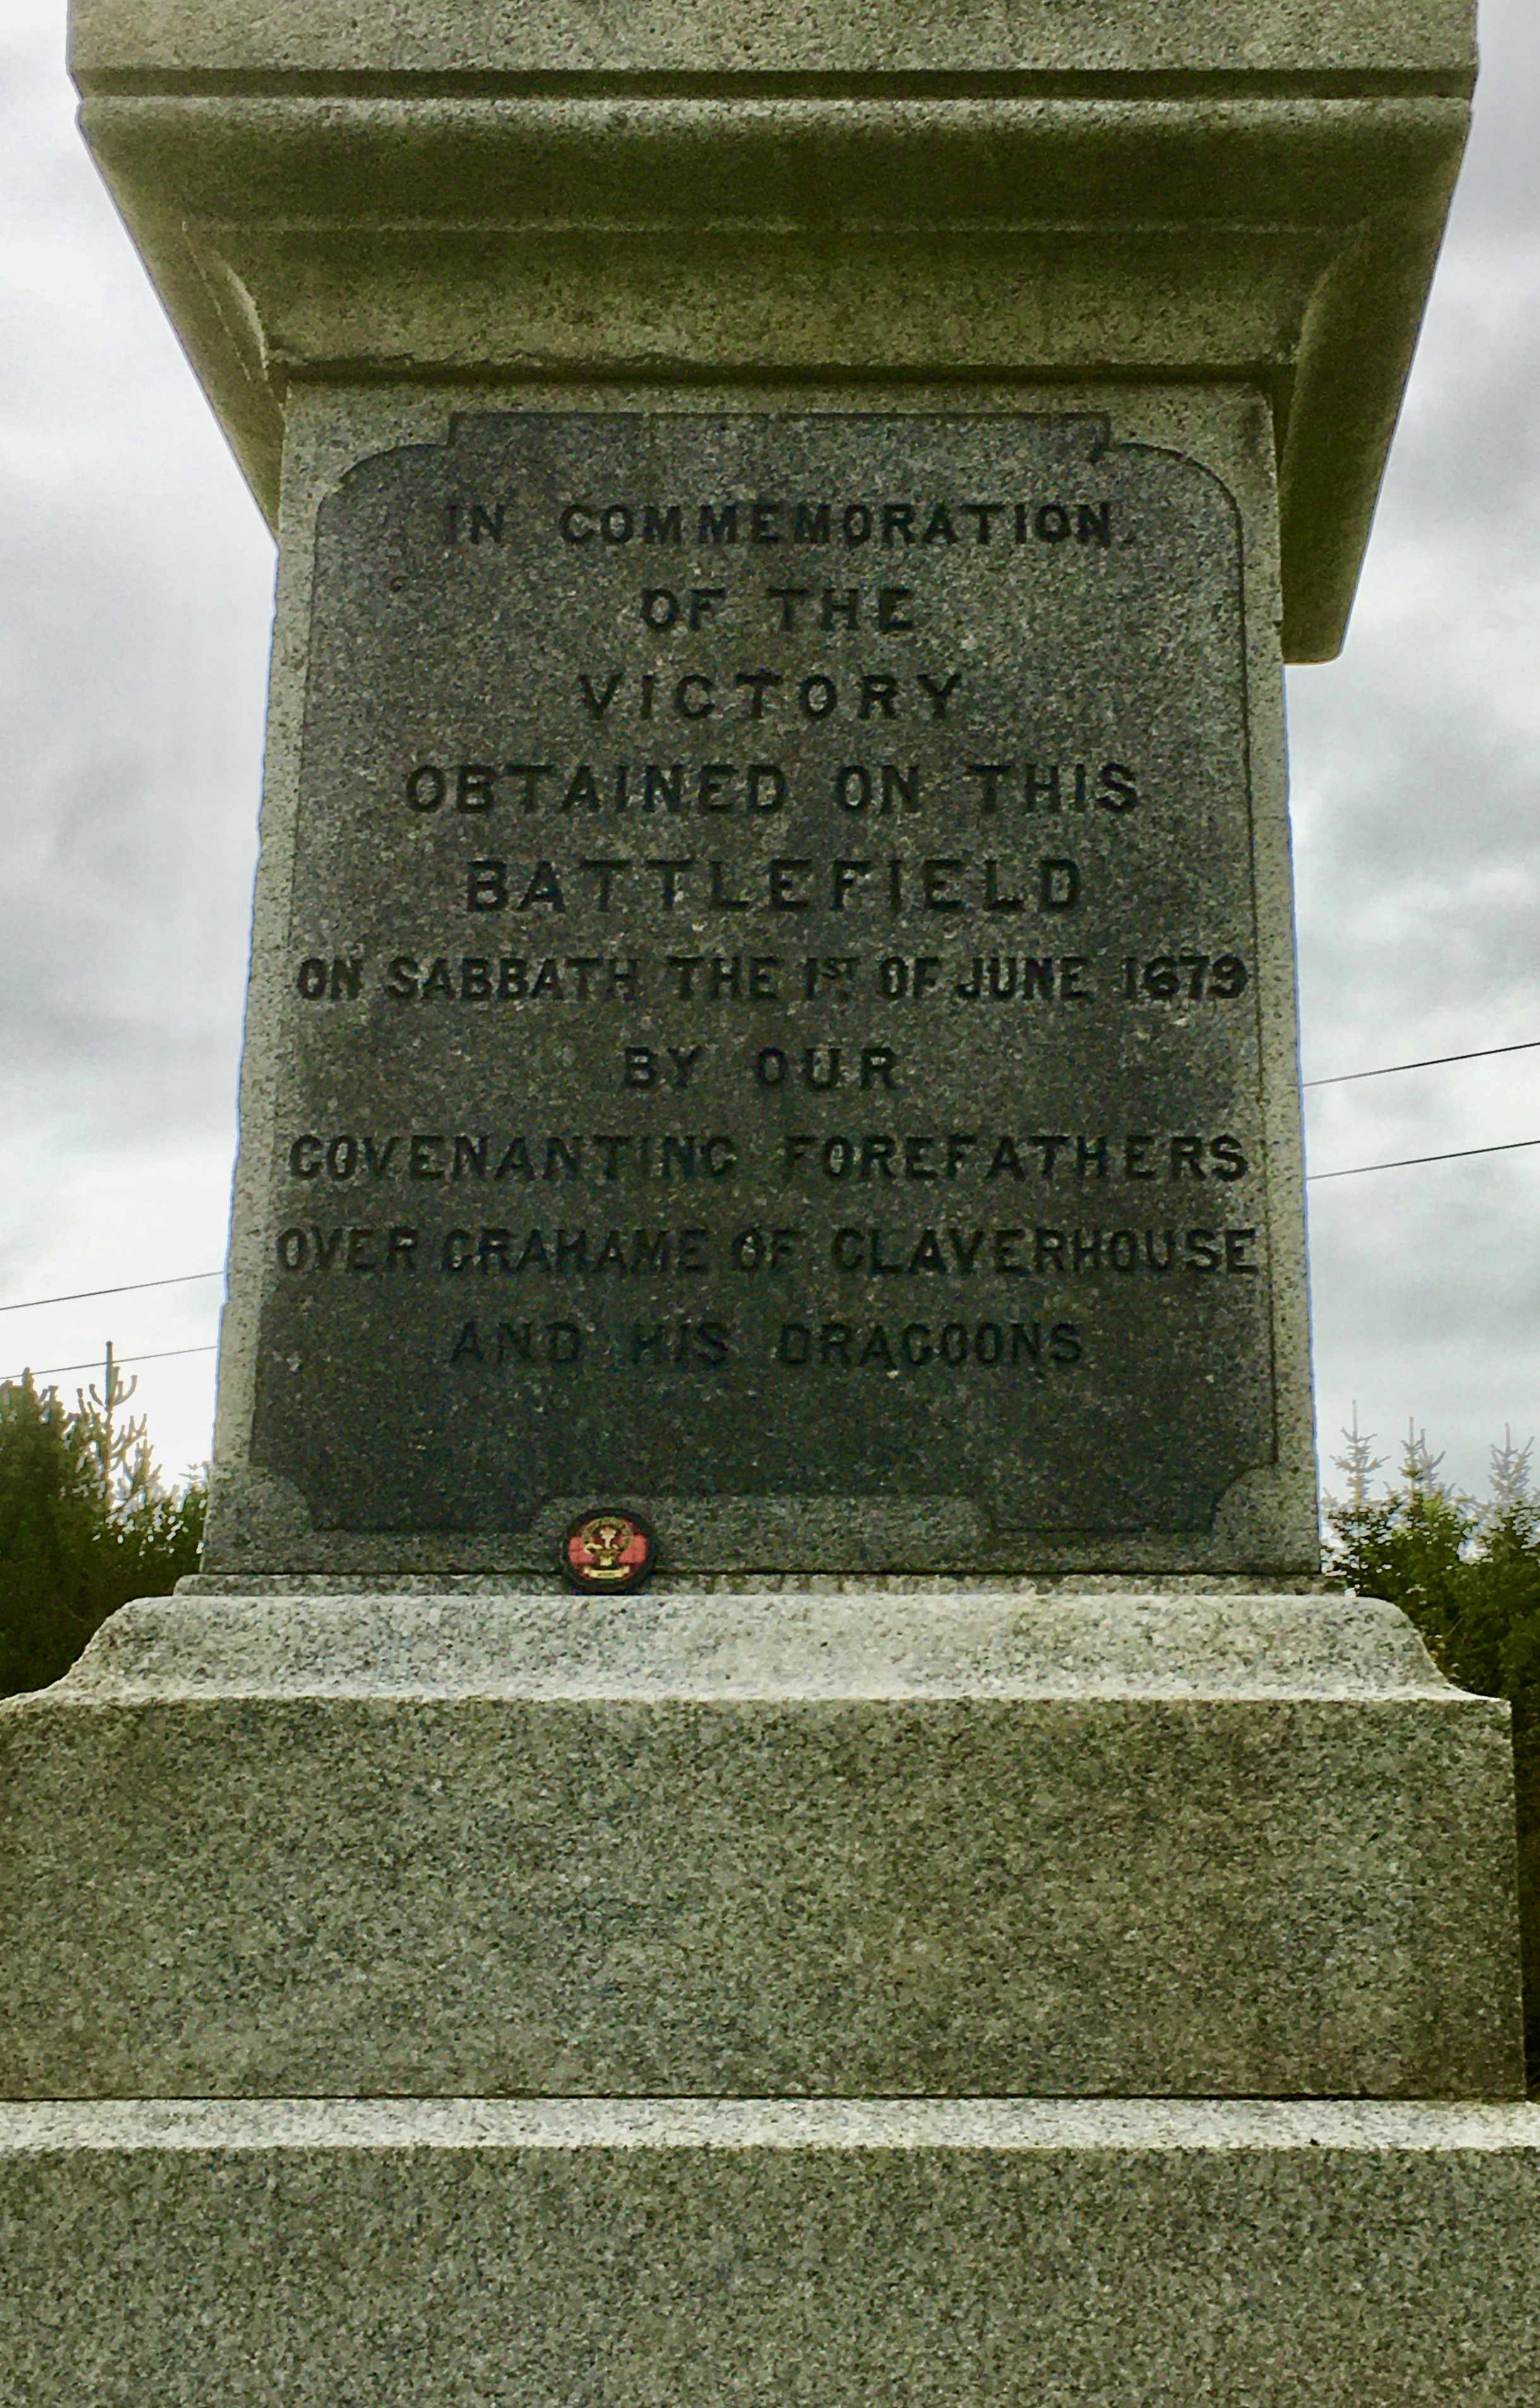 IN COMMEMORATION
OF THE
VICTORY
OBTAINED ON THIS
BATTLEFIELD
ON SABBATH THE 1ST OF JUNE 1679
BY OUR
COVENANTING FOREFATHERS
OVER GRAHAME OF CLAVERHOUSE
AND HIS DRAGOONS